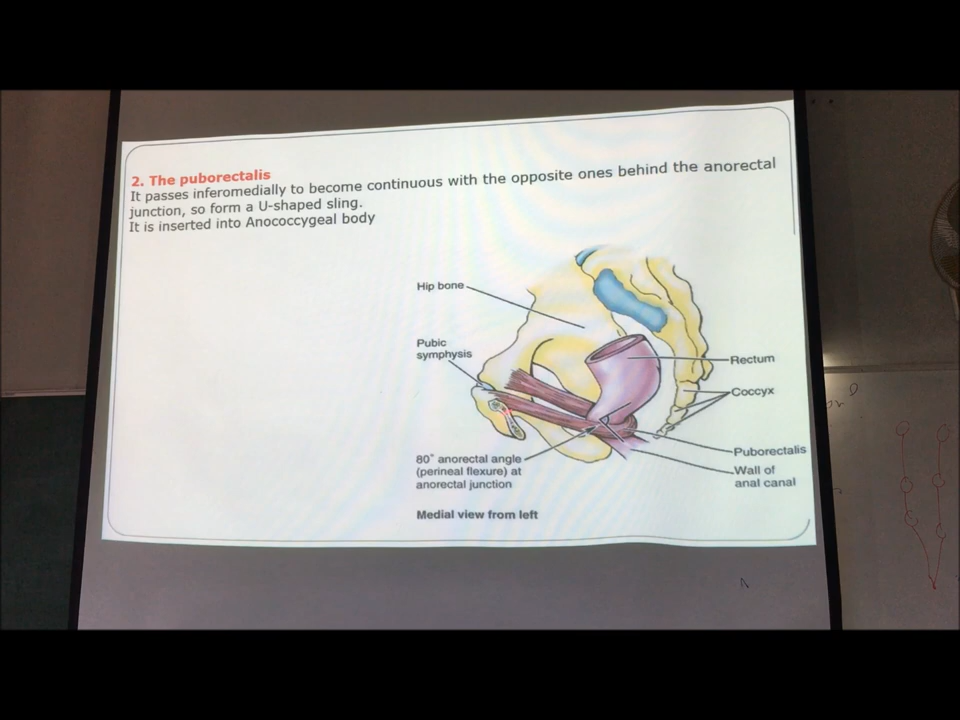 2. The puborectalis
It passes inferomedially to become continuous with the opposite ones behind the anorectal
junction, so form a U-shaped sling.
It is inserted into Anococcygeal body
Hip bone
Pubic
symphysis
Rectum
Coccyx
80° anorectal angle
(perineal flexure) at
anorectal junction
Puborectalis
Wall of
anal canal
Medial view from left